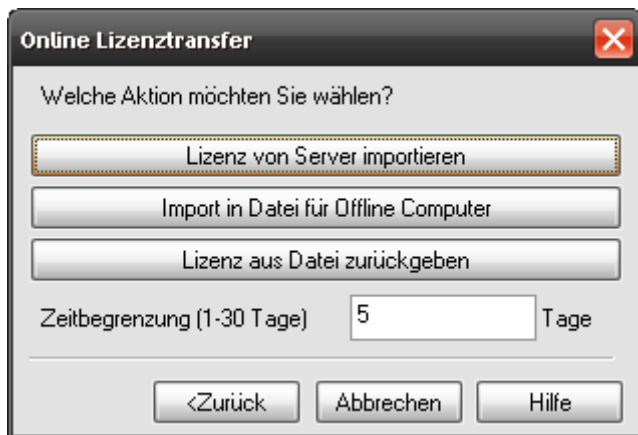 Online Lizenztransfer
Welche Aktion möchten Sie wählen?
Lizenz von Server importieren
Import in Datei für Offline Computer
Lizenz aus Datei zurückgeben
Zeitbegrenzung (1-30 Tage) 5 Tage
<Zurück Abbrechen Hilfe